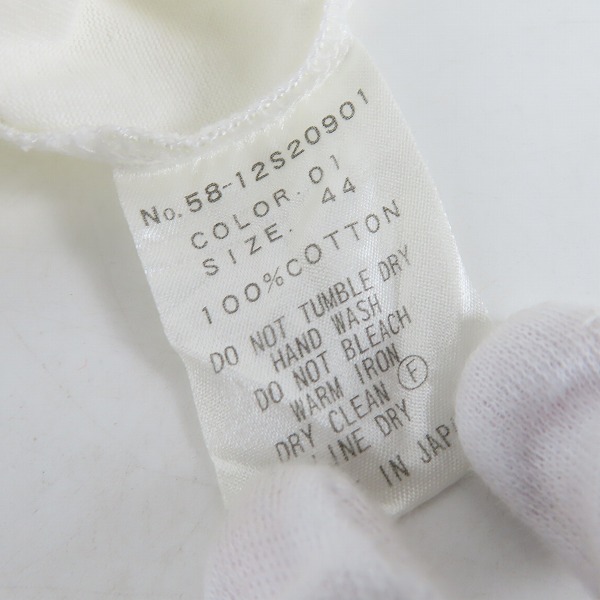 No. 58-12S20901
COLOR. 01
SIZE. 44
100%COTTON
DO NOT TUMBLE DRY
HAND WASH
DO NOT BLEACH
WARM IRON
DRY CLEAN Ⓕ
LINE DRY
IN JAPA